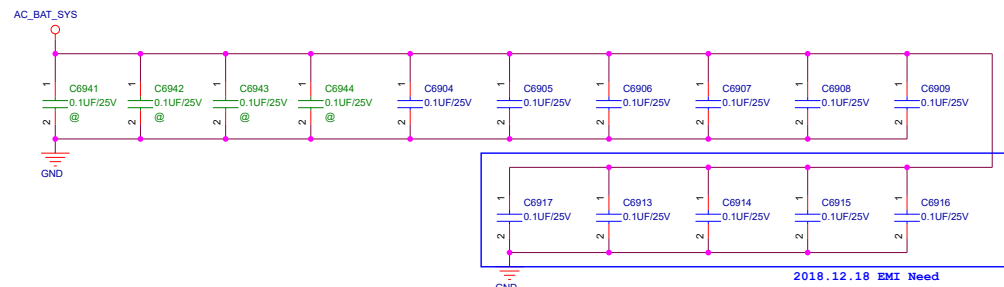 AC_BAT_SYS
1 2 C6941 0.1UF/25V @
1 2 C6942 0.1UF/25V @
1 2 C6943 0.1UF/25V @
1 2 C6944 0.1UF/25V @
1 2 C6904 0.1UF/25V
1 2 C6905 0.1UF/25V
1 2 C6906 0.1UF/25V
1 2 C6907 0.1UF/25V
1 2 C6908 0.1UF/25V
1 2 C6909 0.1UF/25V
GND
1 2 C6917 0.1UF/25V
1 2 C6913 0.1UF/25V
1 2 C6914 0.1UF/25V
1 2 C6915 0.1UF/25V
1 2 C6916 0.1UF/25V
GND
2018.12.18 EMI Need